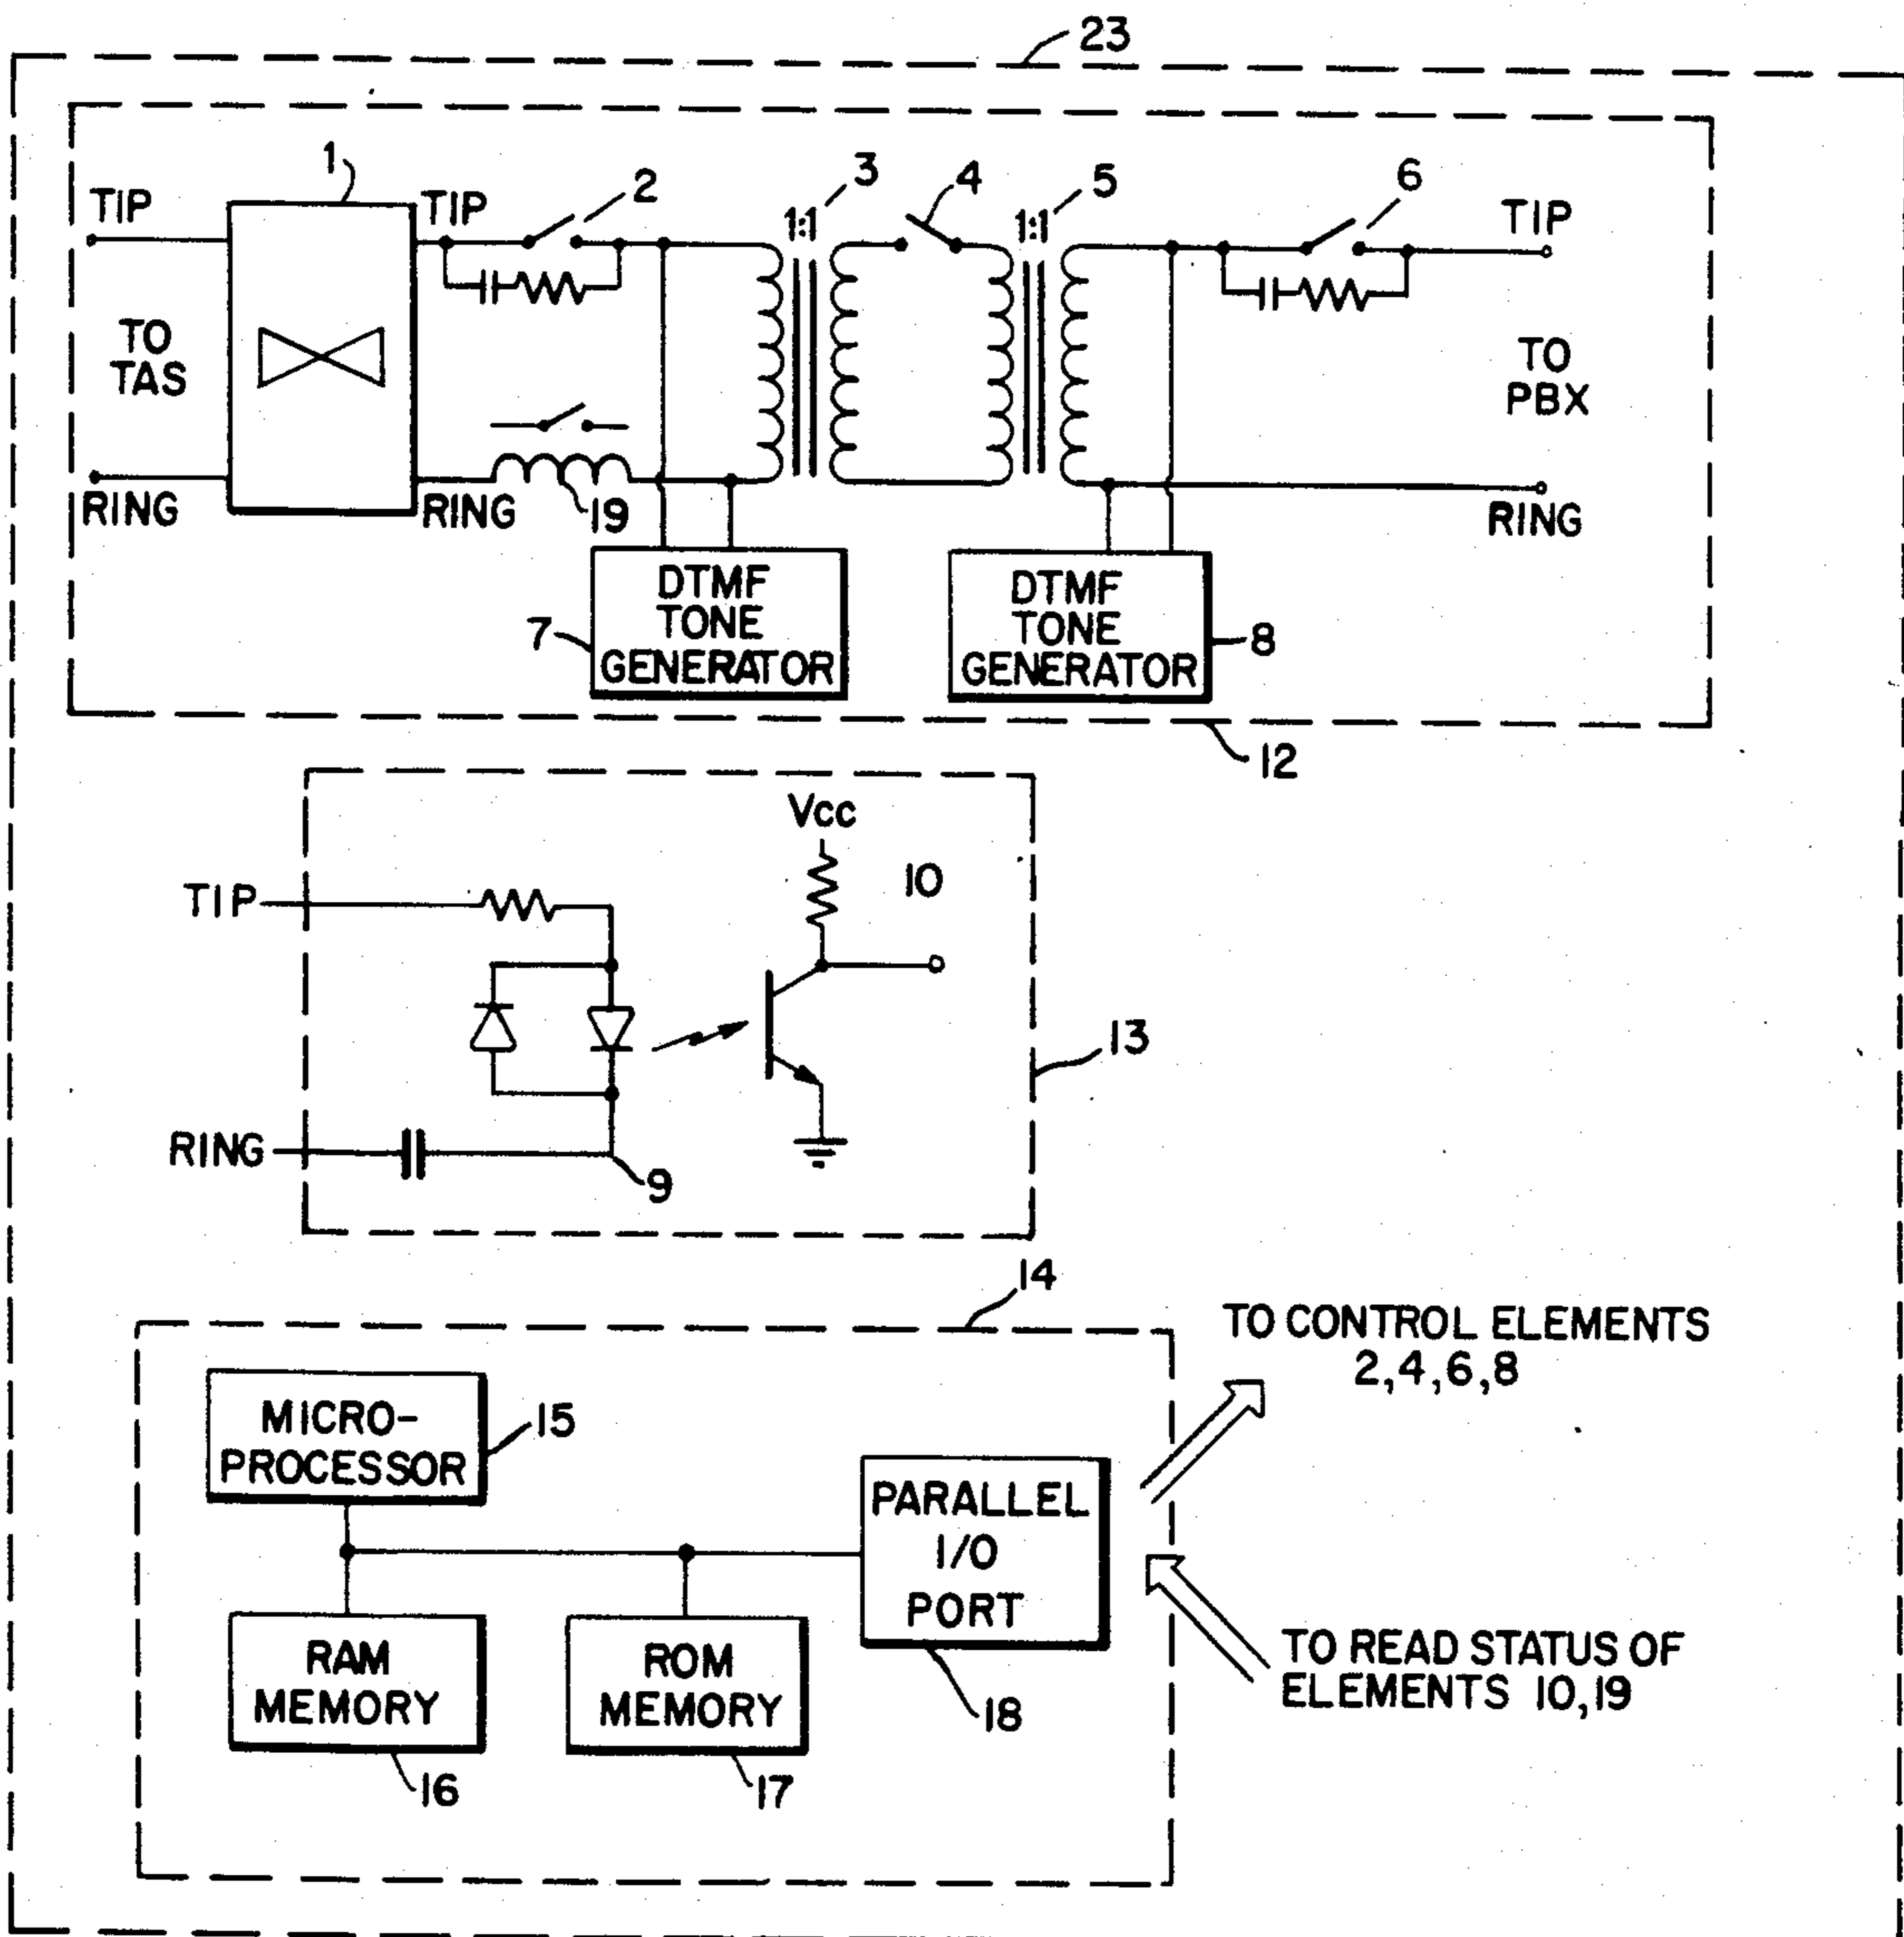 23
1
TIP
TIP
2
1:1
3
4
1:1
5
6
TIP
TO
TAS
TO
PBX
RING
RING
19
RING
DTMF
TONE
GENERATOR
7
DTMF
TONE
GENERATOR
8
12
Vcc
10
TIP
13
RING
9
14
TO CONTROL ELEMENTS
2,4,6,8
MICRO-
PROCESSOR
15
PARALLEL
I/O
PORT
18
RAM
MEMORY
16
ROM
MEMORY
17
TO READ STATUS OF
ELEMENTS 10,19